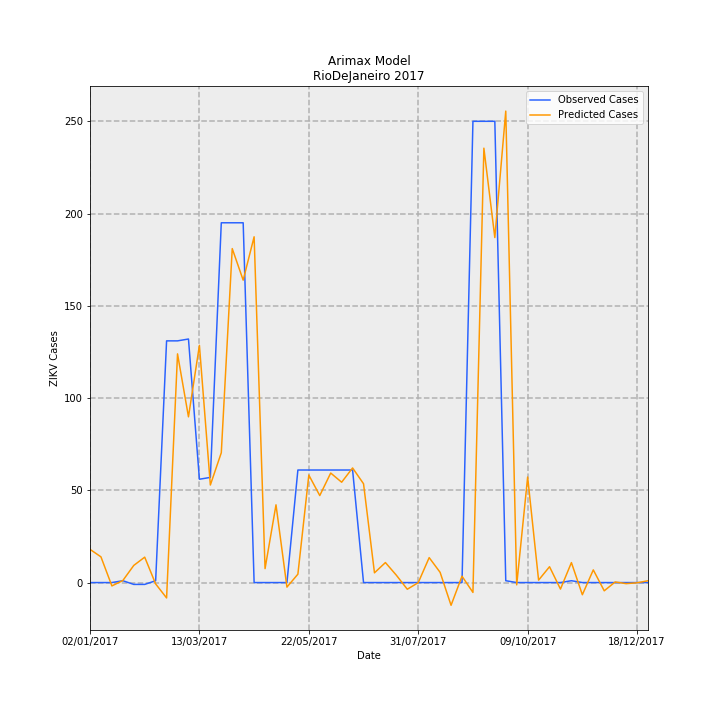 Arimax Model
RioDeJaneiro 2017
Observed Cases
Predicted Cases
250
200
150
100
50
0
ZIKV Cases
02/01/2017 13/03/2017 22/05/2017 31/07/2017 09/10/2017 18/12/2017
Date